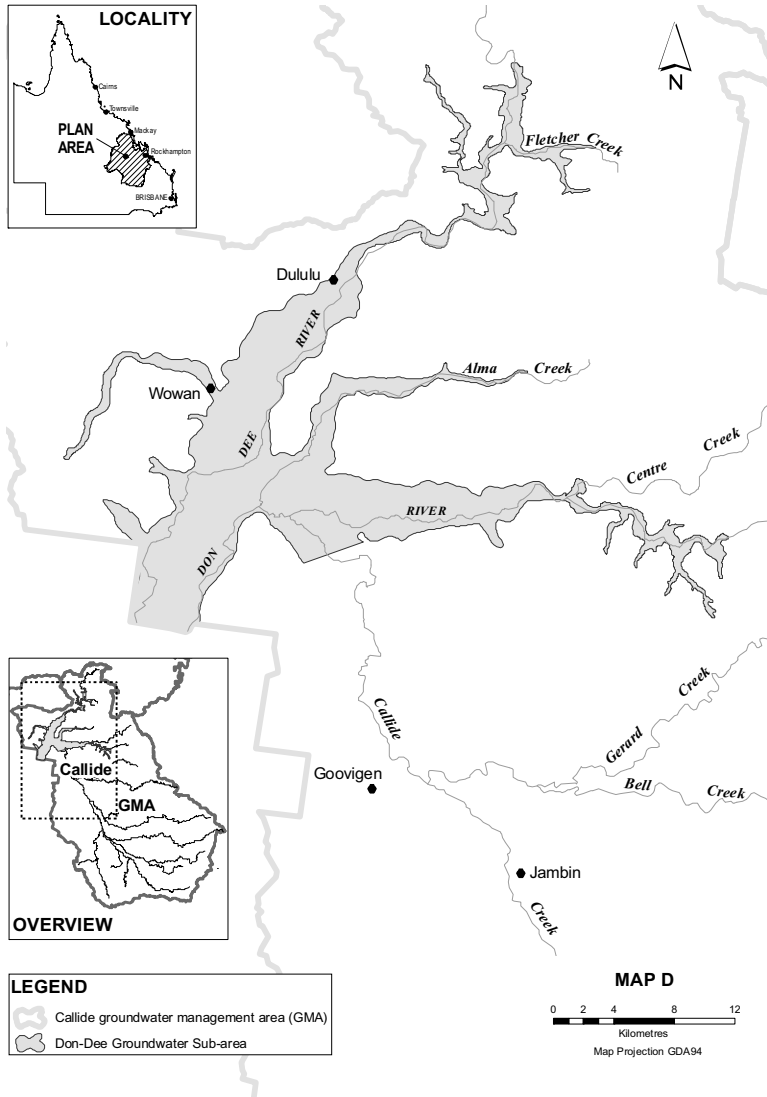 LOCALITY
Cairns
Townsville
Mackay
PLAN
AREA
Rockhampton
BRISBANE
N
Fletcher Creek
Dululu
RIVER
Alma Creek
Wowan
DEE
Centre Creek
RIVER
DON
Callide
Gerard Creek
Goovigen
Bell Creek
Jambin
Creek
Callide
GMA
OVERVIEW
LEGEND
Callide groundwater management area (GMA)
Don-Dee Groundwater Sub-area
MAP D
0 2 4 8 12
Kilometres
Map Projection GDA94